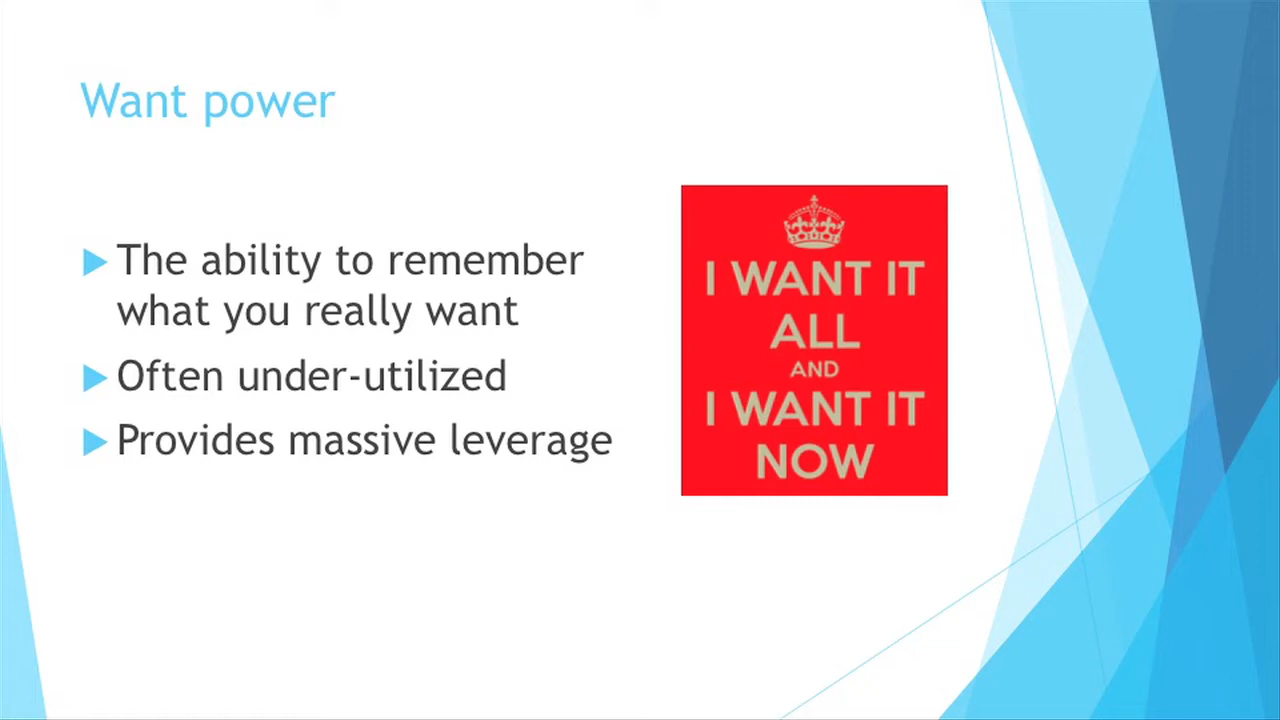 Want power
The ability to remember
what you really want
Often under-utilized
Provides massive leverage
I WANT IT
ALL
AND
I WANT IT
NOW